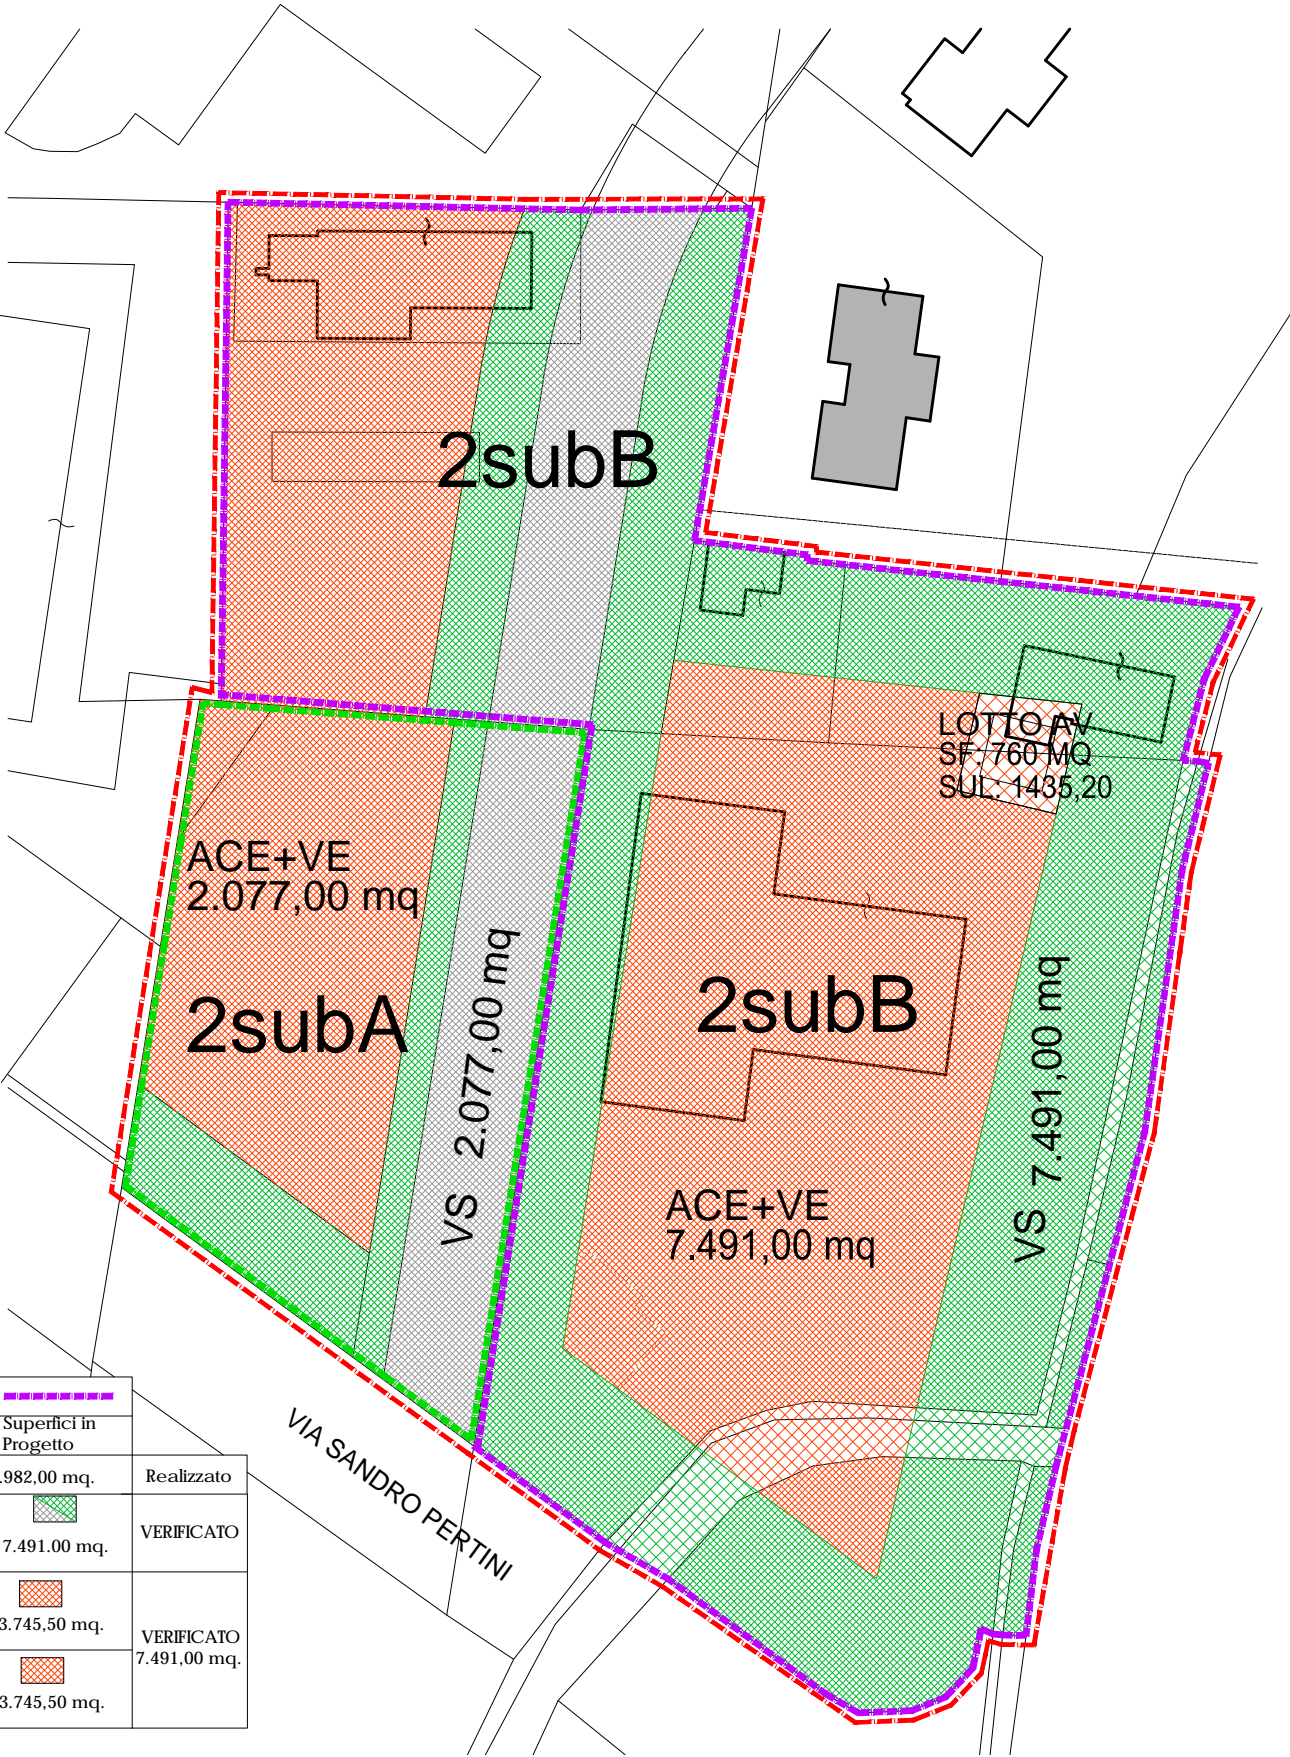 2subB
LOTTO AV
SF: 760 MQ
SUL: 1435,20
ACE+VE
2.077,00 mq
2subA
VS 2.077,00 mq
2subB
VS 7.491,00 mq
ACE+VE
7.491,00 mq
VIA SANDRO PERTINI
Superfici in
Progetto
.982,00 mq.
Realizzato
7.491.00 mq.
VERIFICATO
3.745,50 mq.
VERIFICATO
7.491,00 mq.
3.745,50 mq.